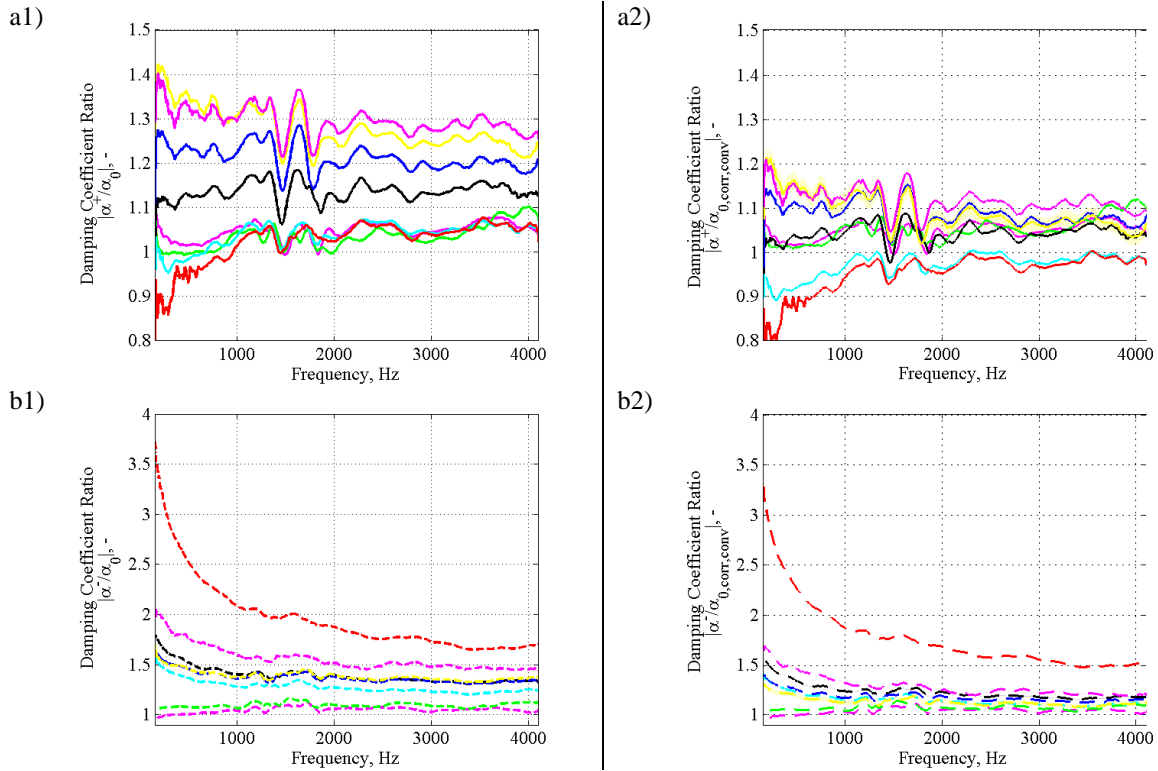 a1)
1.5
1.4
1.3
1.2
1.1
1
0.9
0.8
Damping Coefficient Ratio
|α⁺/α₀|, -
1000
2000
3000
4000
Frequency, Hz
a2)
1.5
1.4
1.3
1.2
1.1
1
0.9
0.8
Damping Coefficient Ratio
|α⁺/α₀,corr,conv|, -
1000
2000
3000
4000
Frequency, Hz
b1)
4
3.5
3
2.5
2
1.5
1
Damping Coefficient Ratio
|α⁻/α₀|, -
1000
2000
3000
4000
Frequency, Hz
b2)
4
3.5
3
2.5
2
1.5
1
Damping Coefficient Ratio
|α⁻/α₀,corr,conv|, -
1000
2000
3000
4000
Frequency, Hz